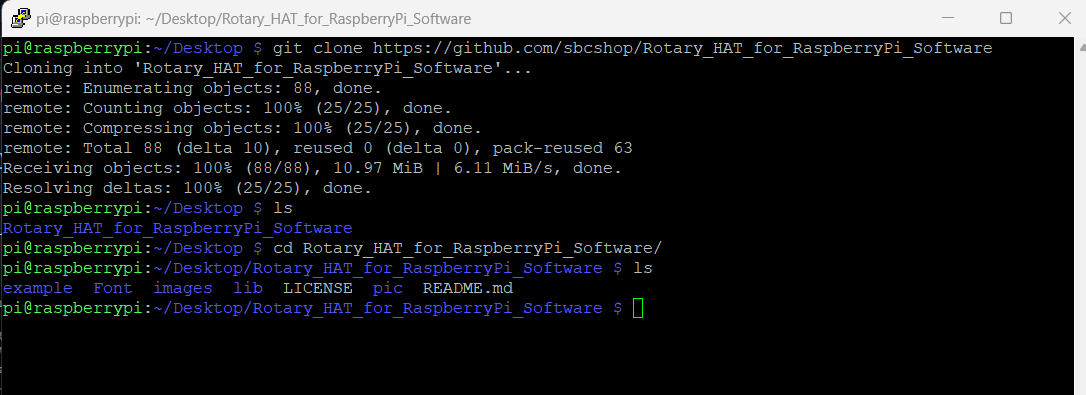 pi@raspberrypi: ~/Desktop/Rotary_HAT_for_RaspberryPi_Software
pi@raspberrypi:~/Desktop $ git clone https://github.com/sbcshop/Rotary_HAT_for_RaspberryPi_Software
Cloning into 'Rotary_HAT_for_RaspberryPi_Software'...
remote: Enumerating objects: 88, done.
remote: Counting objects: 100% (25/25), done.
remote: Compressing objects: 100% (25/25), done.
remote: Total 88 (delta 10), reused 0 (delta 0), pack-reused 63
Receiving objects: 100% (88/88), 10.97 MiB | 6.11 MiB/s, done.
Resolving deltas: 100% (25/25), done.
pi@raspberrypi:~/Desktop $ ls
Rotary_HAT_for_RaspberryPi_Software
pi@raspberrypi:~/Desktop $ cd Rotary_HAT_for_RaspberryPi_Software/
pi@raspberrypi:~/Desktop/Rotary_HAT_for_RaspberryPi_Software $ ls
example  Font  images  lib  LICENSE  pic  README.md
pi@raspberrypi:~/Desktop/Rotary_HAT_for_RaspberryPi_Software $